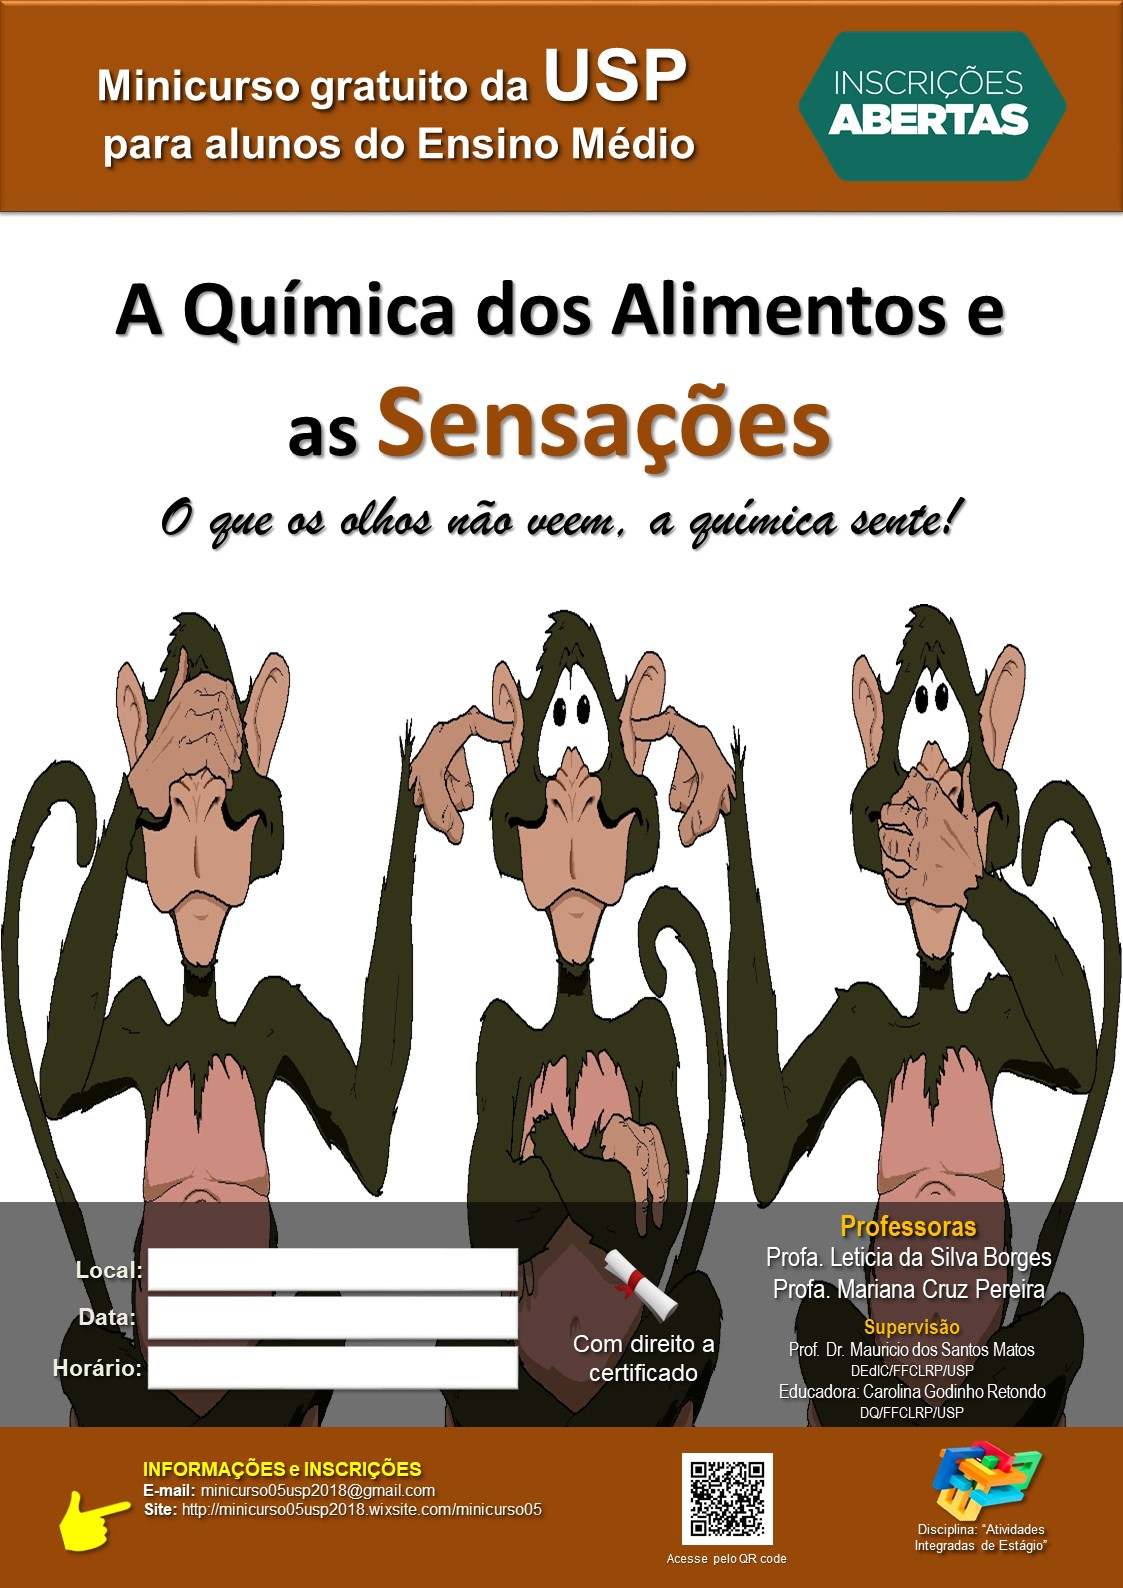 Minicurso gratuito da USP
para alunos do Ensino Médio
INSCRIÇÕES
ABERTAS
A Química dos Alimentos e
as Sensações
O que os olhos não veem, a química sente!
Local:
Data:
Horário:
Com direito a
certificado
Professoras
Profa. Leticia da Silva Borges
Profa. Mariana Cruz Pereira
Supervisão
Prof. Dr. Mauricio dos Santos Matos
DEdIC/FFCLRP/USP
Educadora: Carolina Godinho Retondo
DQ/FFCLRP/USP
INFORMAÇÕES e INSCRIÇÕES
E-mail: minicurso05usp2018@gmail.com
Site: http://minicurso05usp2018.wixsite.com/minicurso05
Acesse pelo QR code
Disciplina: “Atividades
Integradas de Estágio”